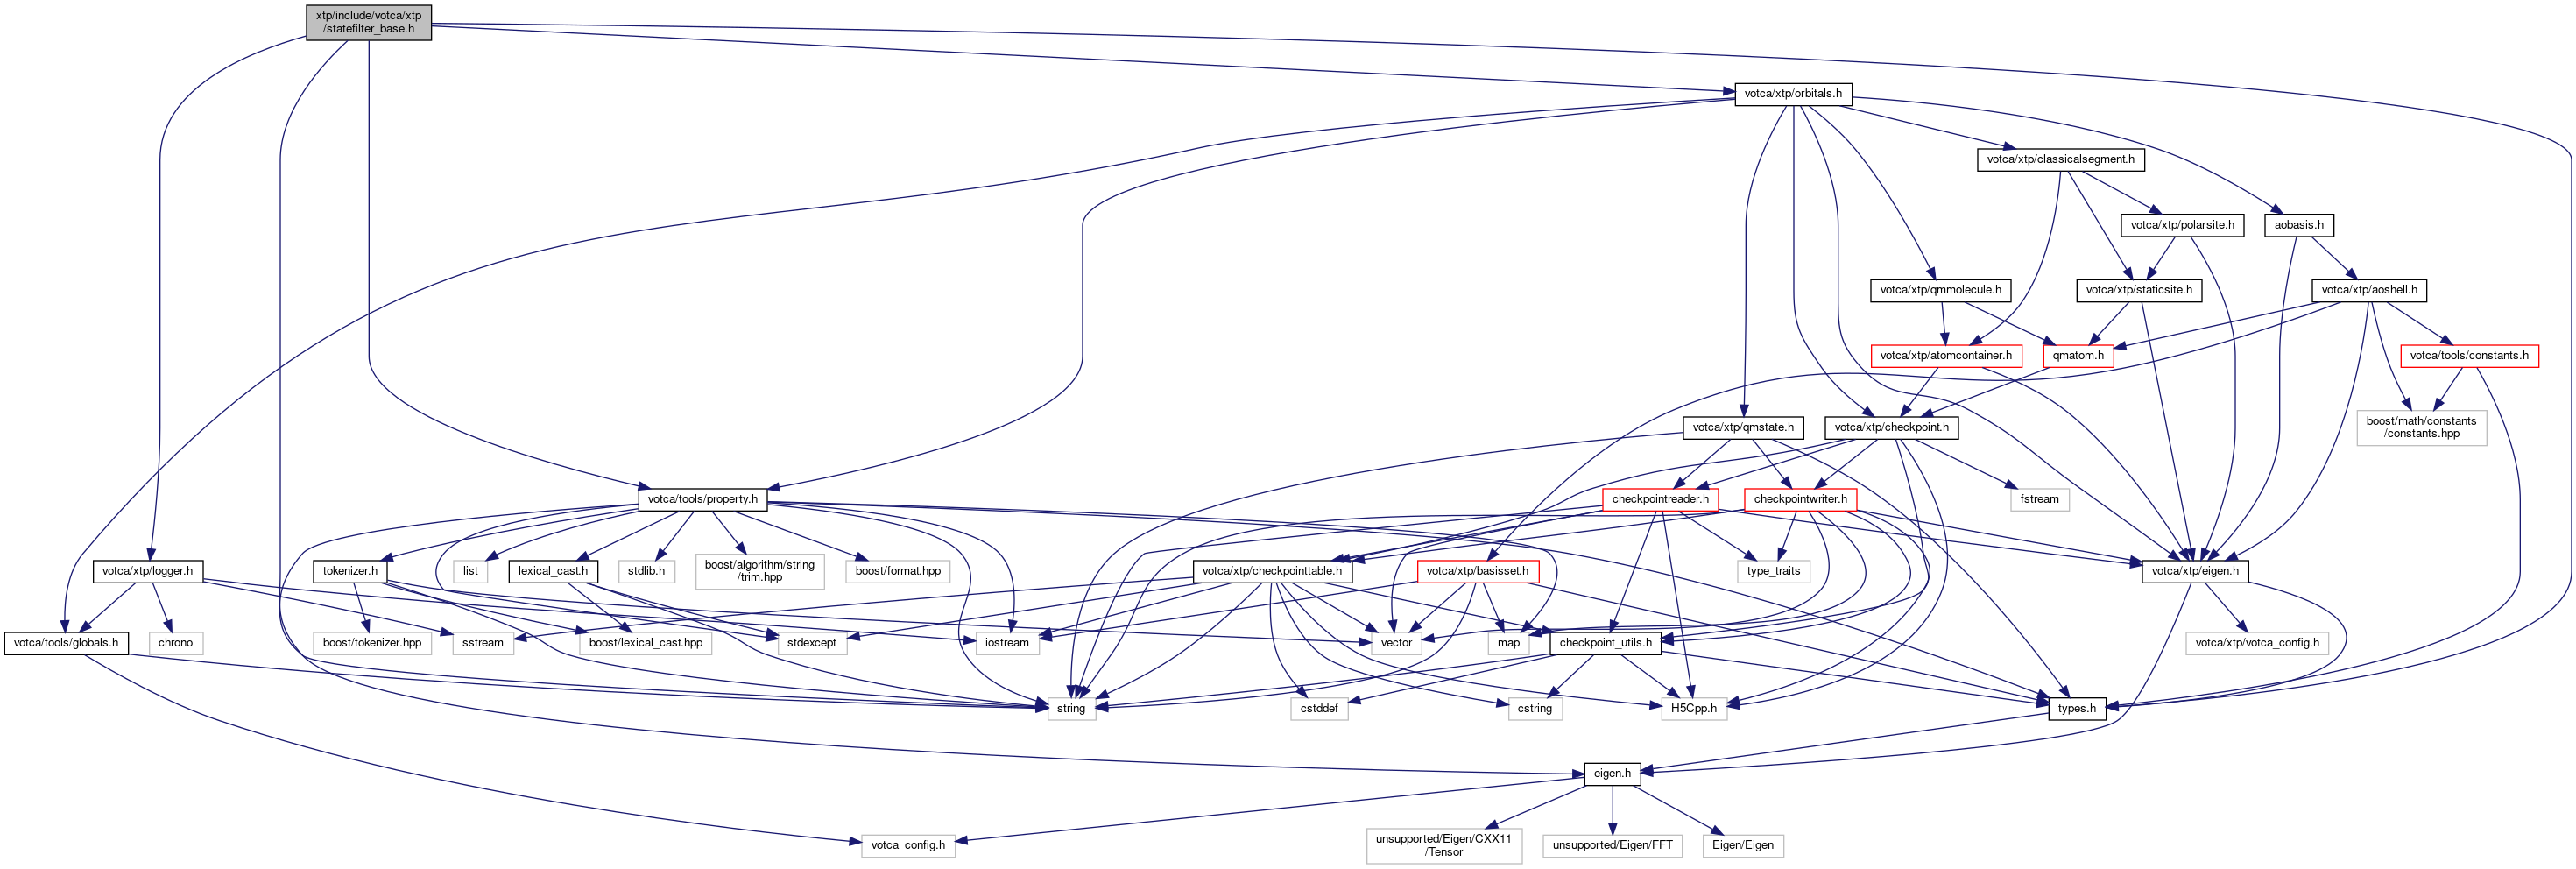 xtp/include/votca/xtp
/statefilter_base.h
votca/xtp/orbitals.h
votca/xtp/classicalsegment.h
votca/xtp/polarsite.h
aobasis.h
votca/xtp/qmmolecule.h
votca/xtp/staticsite.h
votca/xtp/aoshell.h
votca/xtp/atomcontainer.h
qmatom.h
votca/tools/constants.h
votca/xtp/qmstate.h
votca/xtp/checkpoint.h
boost/math/constants
/constants.hpp
votca/tools/property.h
checkpointreader.h
checkpointwriter.h
fstream
votca/xtp/logger.h
tokenizer.h
list
lexical_cast.h
stdlib.h
boost/algorithm/string
/trim.hpp
boost/format.hpp
votca/xtp/checkpointtable.h
votca/xtp/basisset.h
type_traits
votca/xtp/eigen.h
votca/tools/globals.h
chrono
boost/tokenizer.hpp
sstream
boost/lexical_cast.hpp
stdexcept
iostream
vector
map
checkpoint_utils.h
votca/xtp/votca_config.h
string
cstddef
cstring
H5Cpp.h
types.h
eigen.h
votca_config.h
unsupported/Eigen/CXX11
/Tensor
unsupported/Eigen/FFT
Eigen/Eigen